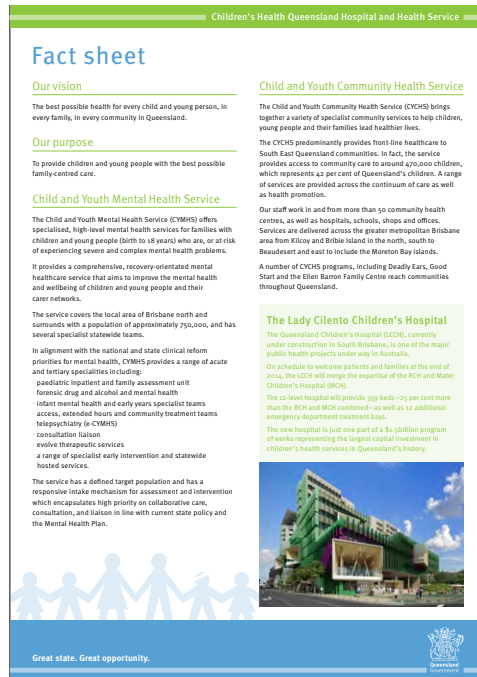 Children's Health Queensland Hospital and Health Service
Fact sheet
Our vision
The best possible health for every child and young person, in
every family, in every community in Queensland.
Our purpose
To provide children and young people with the best possible
family-centred care.
Child and Youth Mental Health Service
The Child and Youth Mental Health Service (CYMHS) offers
specialised, high-level mental health services for families with
children and young people (birth to 18 years) who are, or at-risk
of experiencing severe and complex mental health problems.
It provides a comprehensive, recovery-orientated mental
healthcare service that aims to improve the mental health
and wellbeing of children and young people and their
carer networks.
The service covers the local area of Brisbane north and
surrounds with a population of approximately 750,000, and has
several specialist statewide teams.
In alignment with the national and state clinical reform
priorities for mental health, CYMHS provides a range of acute
and tertiary specialities including:
paediatric inpatient and family assessment unit
forensic drug and alcohol and mental health
infant mental health and early years specialist teams
access, extended hours and community treatment teams
telepsychiatry (e-CYMHS)
consultation liaison
evolve therapeutic services
a range of specialist early intervention and statewide
hosted services.
The service has a defined target population and has a
responsive intake mechanism for assessment and intervention
which encapsulates high priority on collaborative care,
consultation, and liaison in line with current state policy and
the Mental Health Plan.
Child and Youth Community Health Service
The Child and Youth Community Health Service (CYCHS) brings
together a variety of specialist community services to help children,
young people and their families lead healthier lives.
The CYCHS predominantly provides front-line healthcare to
South East Queensland communities. In fact, the service
provides access to community care to around 470,000 children,
which represents 42 per cent of Queensland's children. A range
of services are provided across the continuum of care as well
as health promotion.
Our staff work in and from more than 50 community health
centres, as well as hospitals, schools, shops and offices.
Services are delivered across the greater metropolitan Brisbane
area from Kilcoy and Bribie Island in the north, south to
Beaudesert and east to include the Moreton Bay islands.
A number of CYCHS programs, including Deadly Ears, Good
Start and the Ellen Barron Family Centre reach communities
throughout Queensland.
The Lady Cilento Children's Hospital
The Queensland Children's Hospital (LCCH), currently
under construction in South Brisbane, is one of the major
public health projects under way in Australia.
On schedule to welcome patients and families at the end of
2014, the LCCH will merge the expertise of the RCH and Mater
Children's Hospital (MCH).
The 12-level hospital will provide 359 beds—25 per cent more
than the RCH and MCH combined—as well as 12 additional
emergency department treatment bays.
The new hospital is just one part of a $1.5billion program
of works representing the largest capital investment in
children's health services in Queensland's history.
Great state. Great opportunity.
Queensland
Government